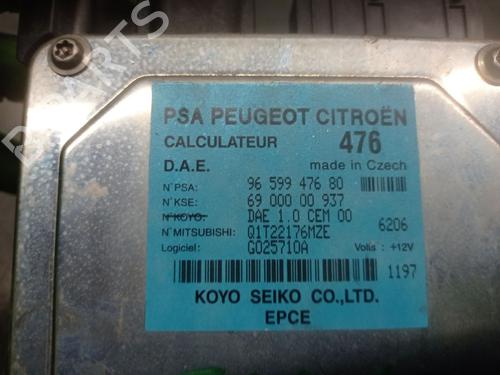 B-PARTS
PSA PEUGEOT CITROËN
CALCULATEUR 476
D.A.E. made in Czech
N°PSA: 96 599 476 80
N°KSE: 69 000 00 937
N°KOYO: DAE 1.0 CEM 00
N°MITSUBISHI: Q1T22176MZE 6206
Logiciel: G025710A Volts : +12V
1197
KOYO SEIKO CO.,LTD.
EPCE